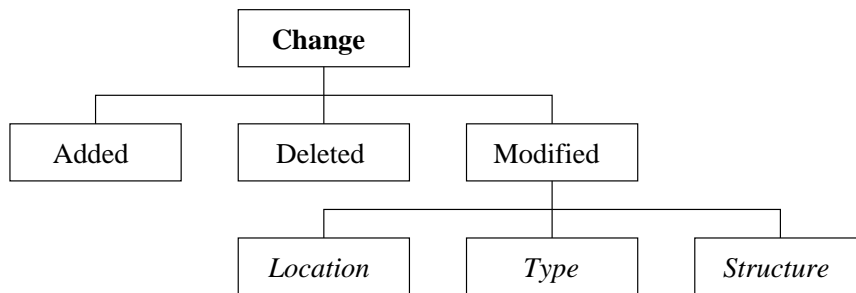 Change
Added
Deleted
Modified
Location
Type
Structure